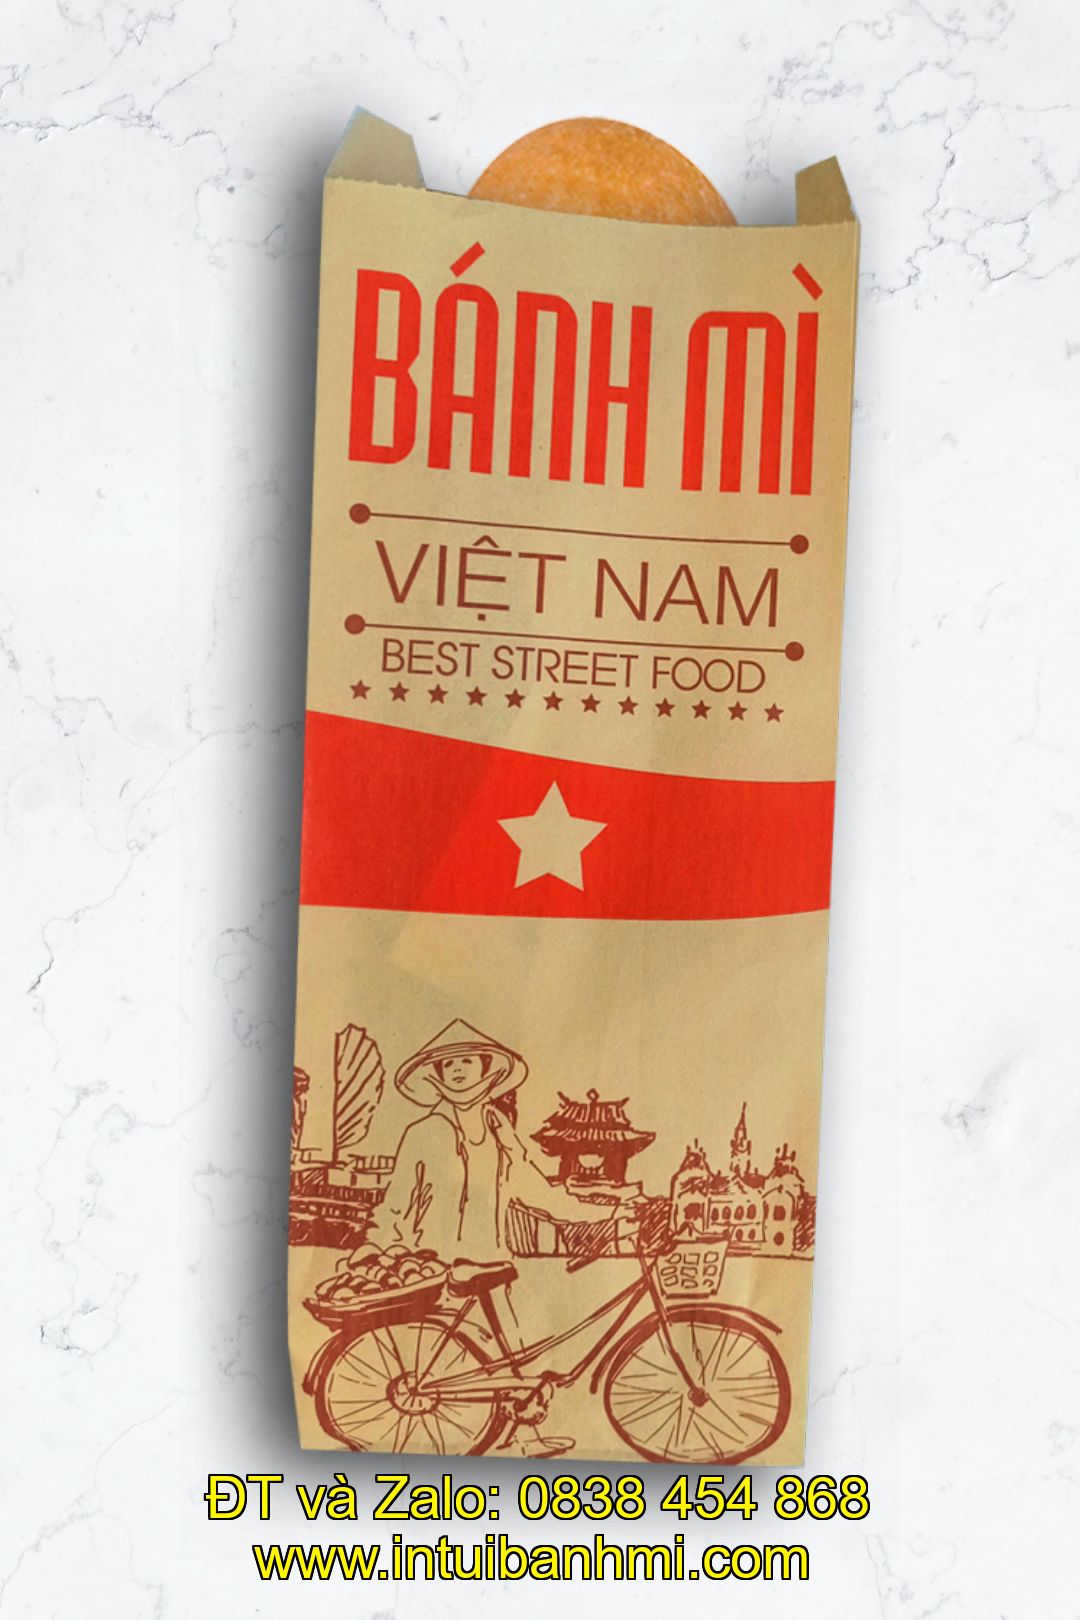 BÁNH MÌ
VIỆT NAM
BEST STREET FOOD
ĐT và Zalo: 0838 454 868
www.intuibanhmi.com